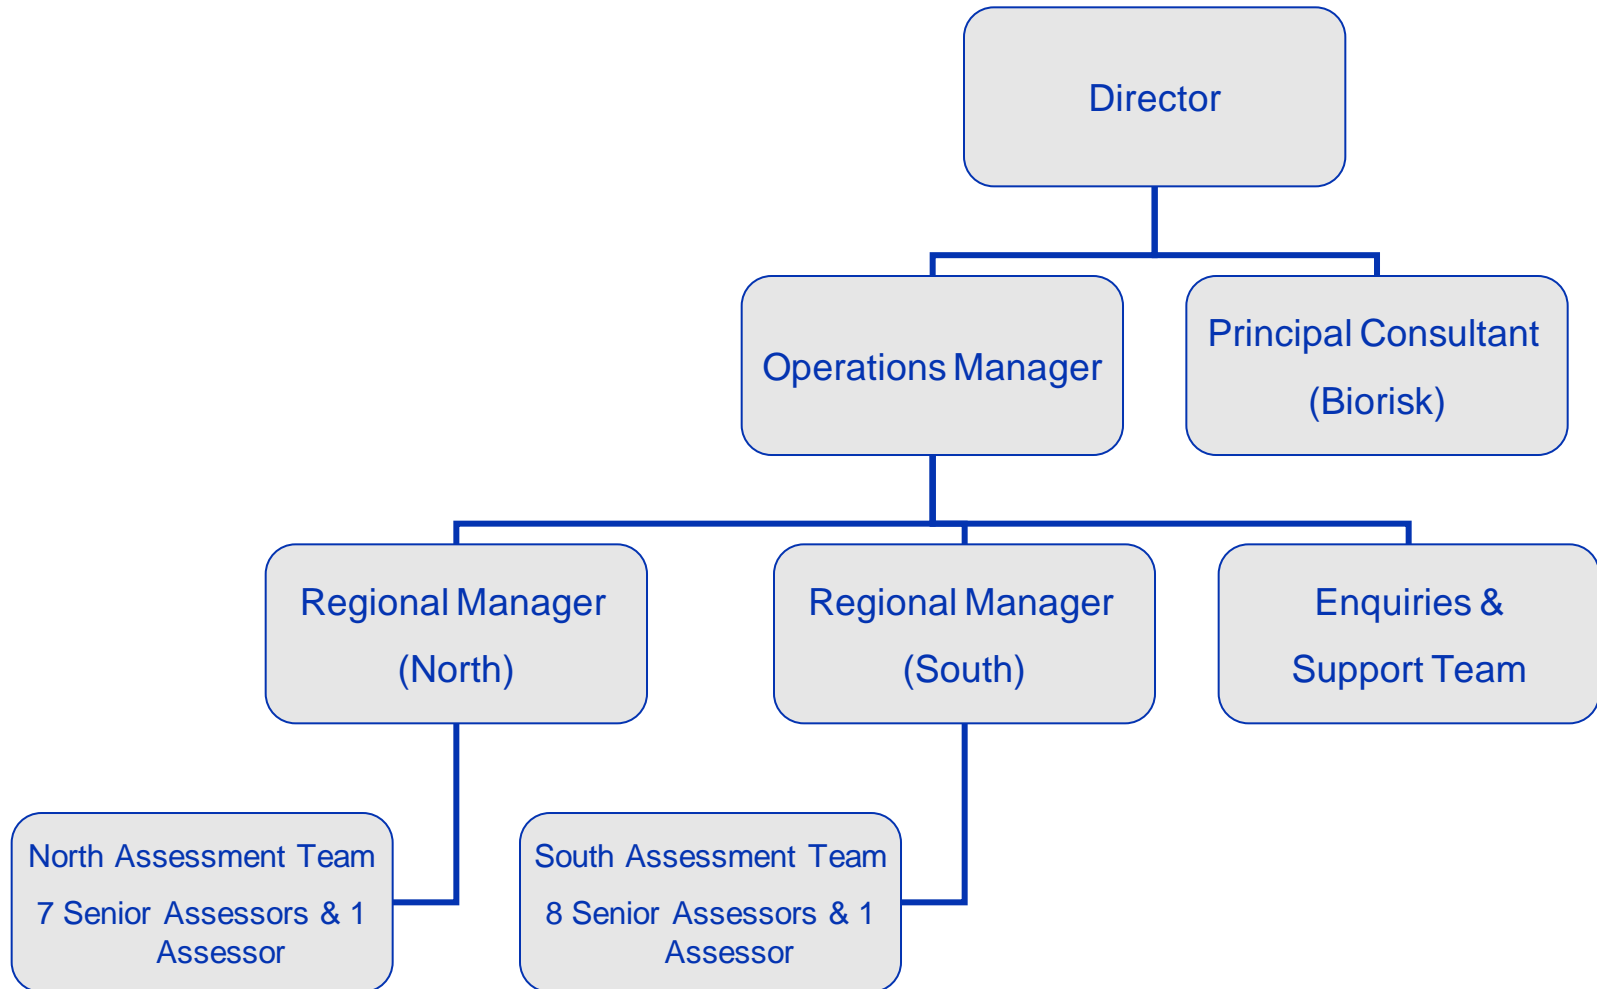 Director
Operations Manager
Principal Consultant
(Biorisk)
Regional Manager
(North)
Regional Manager
(South)
Enquiries &
Support Team
North Assessment Team
7 Senior Assessors & 1
Assessor
South Assessment Team
8 Senior Assessors & 1
Assessor